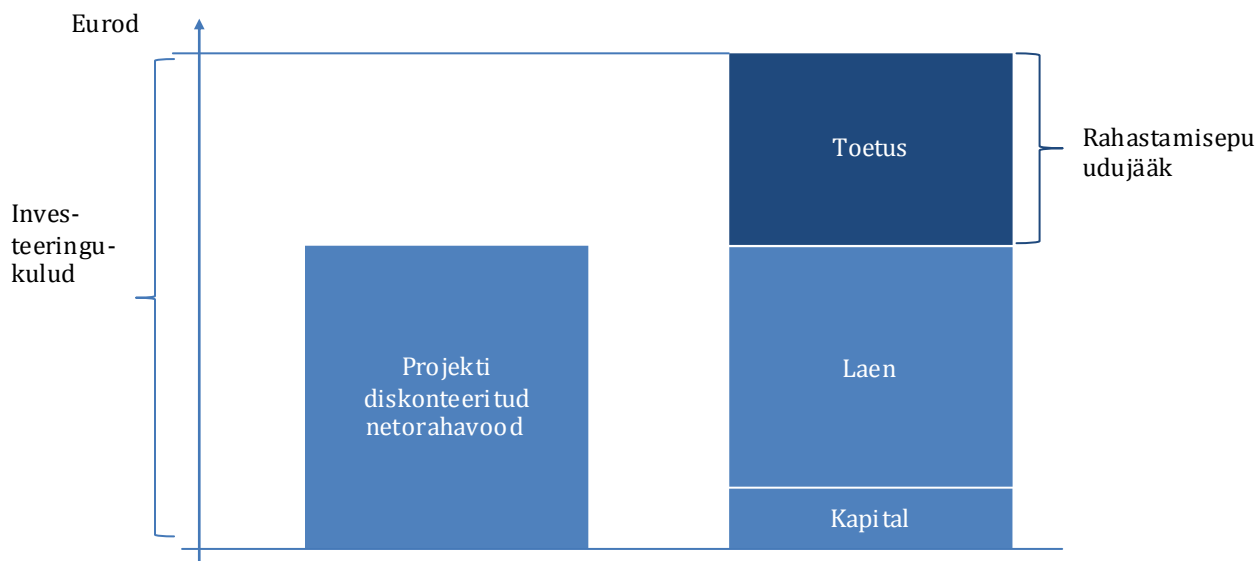 Eurod
Toetus
Rahastamisepu
udujääk
Inves-
teeringu-
kulud
Projekti
diskonteeritud
netorahavood
Laen
Kapital